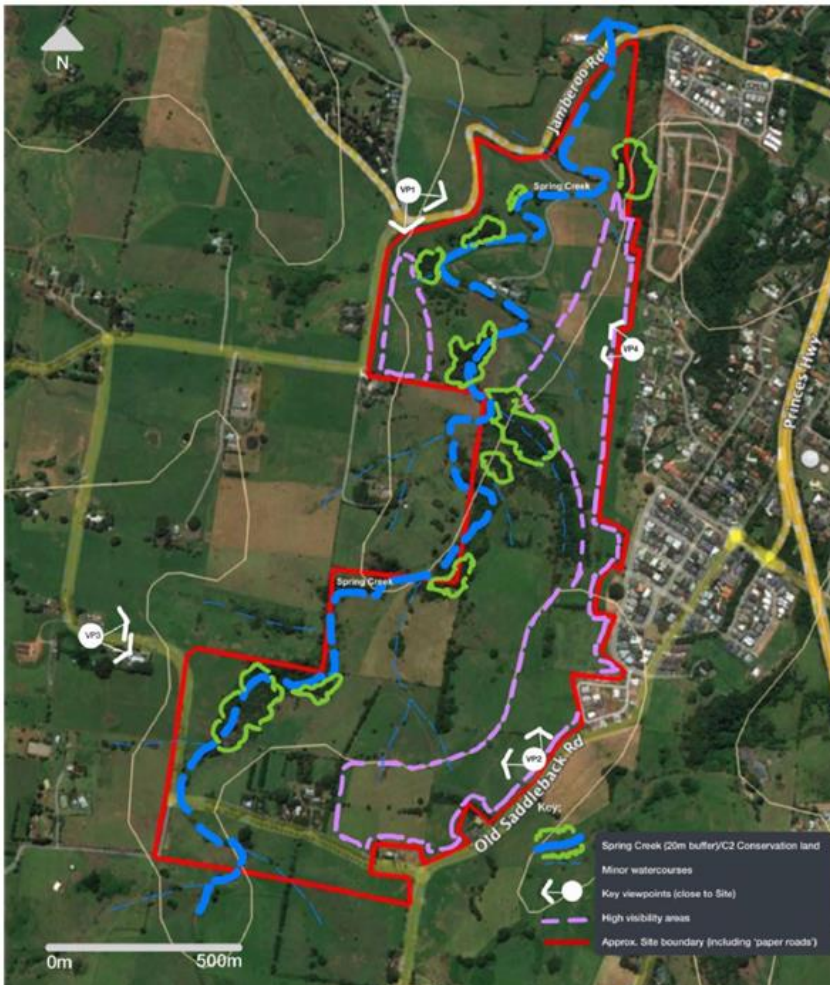 N
Jamberoo Rd
Spring Creek
VP1
VP4
Princes Hwy
Spring Creek
VP3
VP2
Old Saddleback Rd
Key:
Spring Creek (20m buffer)/C2 Conservation land
Minor watercourses
Key viewpoints (close to Site)
High visibility areas
Approx. Site boundary (including 'paper roads')
0m
500m